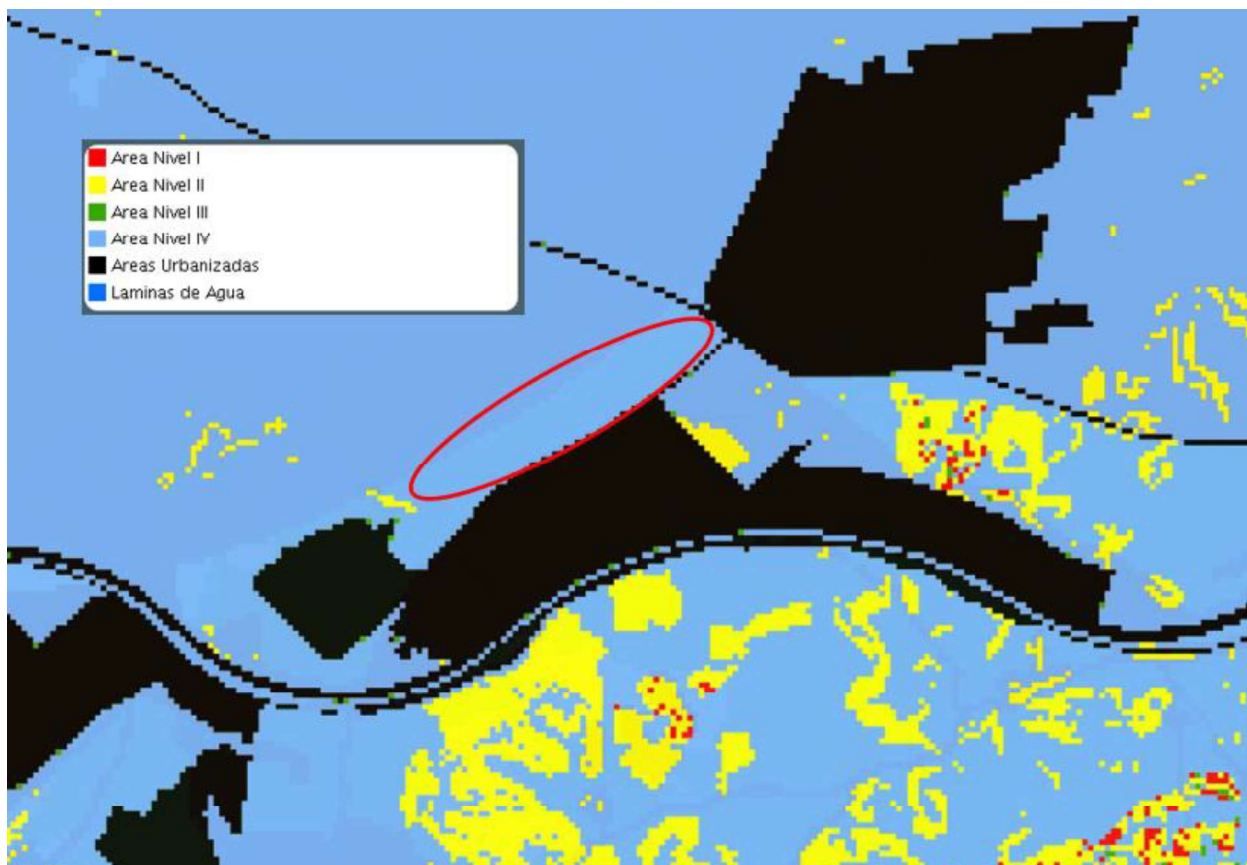 Area Nivel I
Area Nivel II
Area Nivel III
Area Nivel IV
Areas Urbanizadas
Laminas de Agua